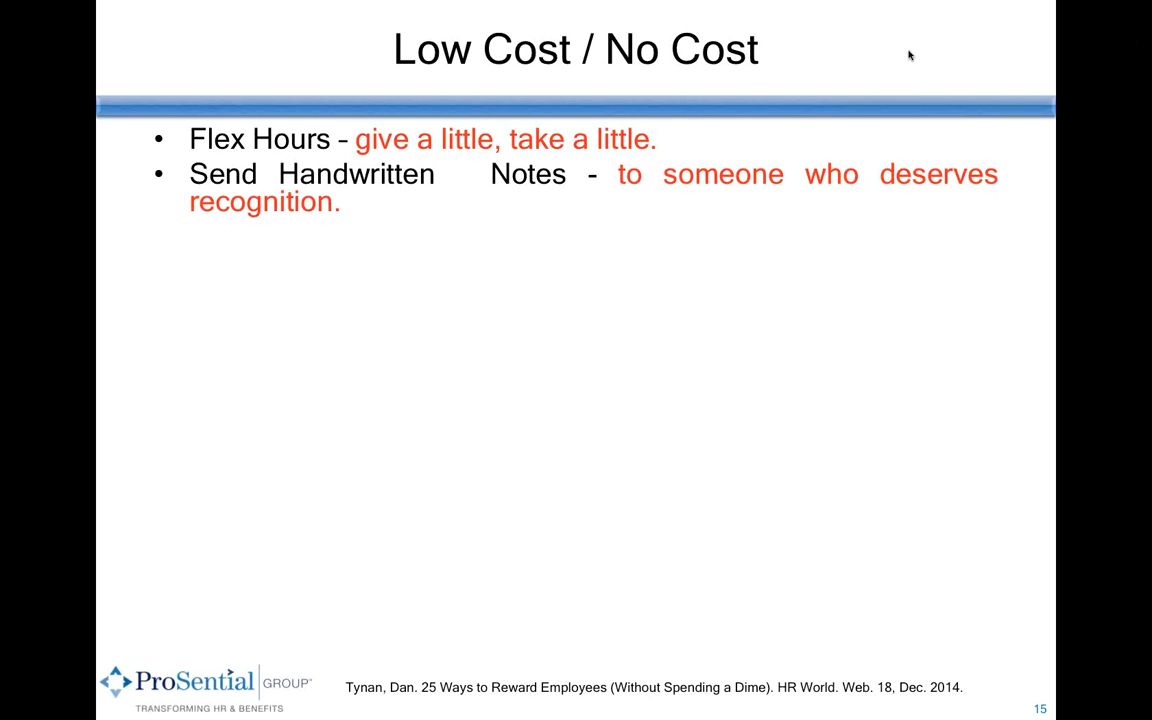 Low Cost / No Cost
• Flex Hours – give a little, take a little.
• Send Handwritten Notes - to someone who deserves
recognition.
ProSential GROUP™
TRANSFORMING HR & BENEFITS
Tynan, Dan. 25 Ways to Reward Employees (Without Spending a Dime). HR World. Web. 18, Dec. 2014.
15